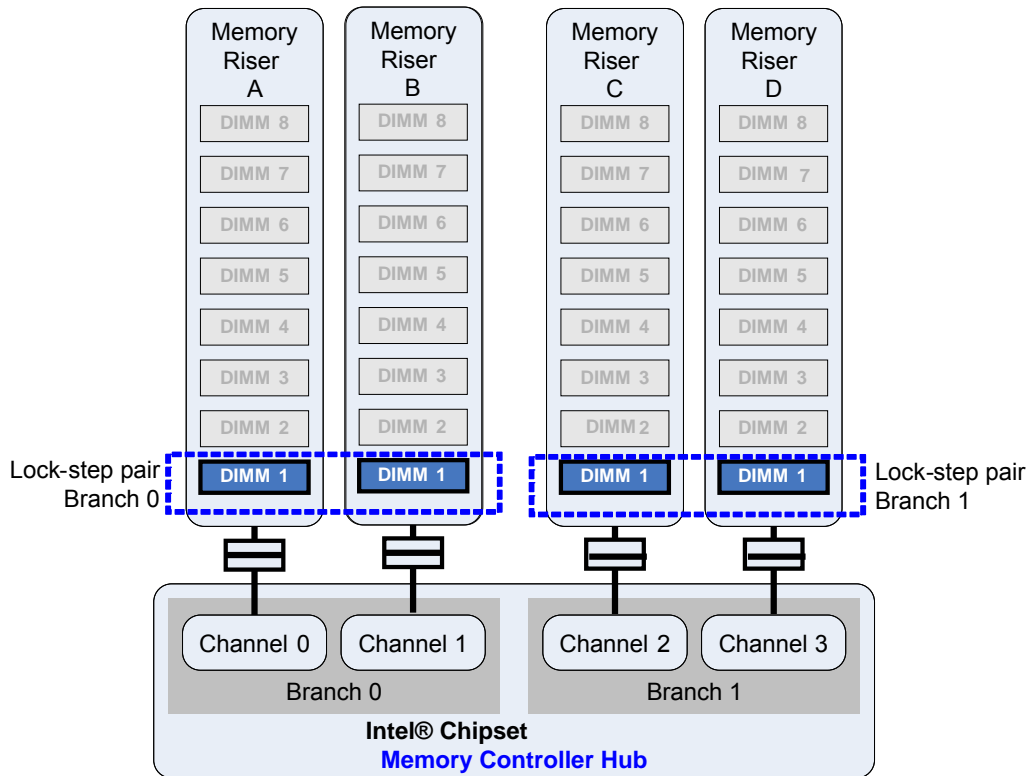 Memory
Riser
A
DIMM 8
DIMM 7
DIMM 6
DIMM 5
DIMM 4
DIMM 3
DIMM 2
DIMM 1
Memory
Riser
B
DIMM 8
DIMM 7
DIMM 6
DIMM 5
DIMM 4
DIMM 3
DIMM 2
DIMM 1
Memory
Riser
C
DIMM 8
DIMM 7
DIMM 6
DIMM 5
DIMM 4
DIMM 3
DIMM 2
DIMM 1
Memory
Riser
D
DIMM 8
DIMM 7
DIMM 6
DIMM 5
DIMM 4
DIMM 3
DIMM 2
DIMM 1
Lock-step pair
Branch 0
Lock-step pair
Branch 1
Channel 0
Channel 1
Channel 2
Channel 3
Branch 0
Branch 1
Intel® Chipset
Memory Controller Hub